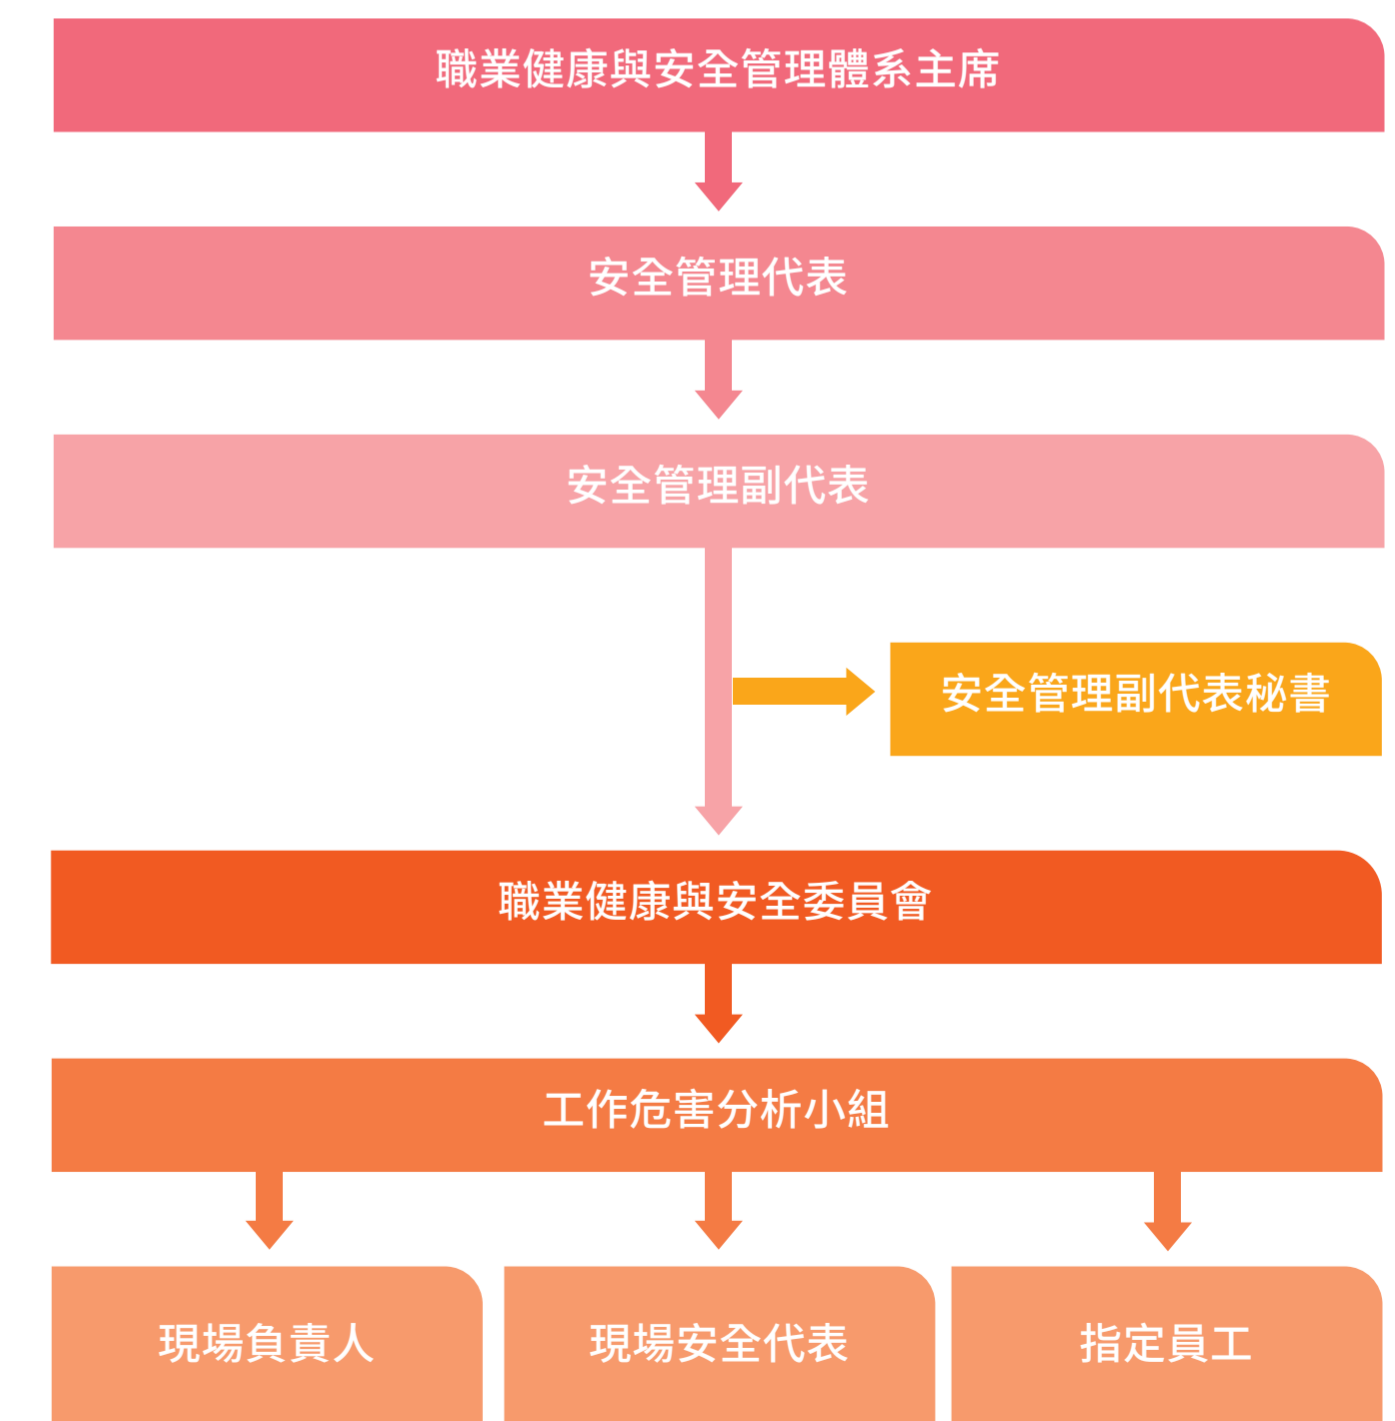 職業健康與安全管理體系主席
安全管理代表
安全管理副代表
安全管理副代表秘書
職業健康與安全委員會
工作危害分析小組
現場負責人
現場安全代表
指定員工